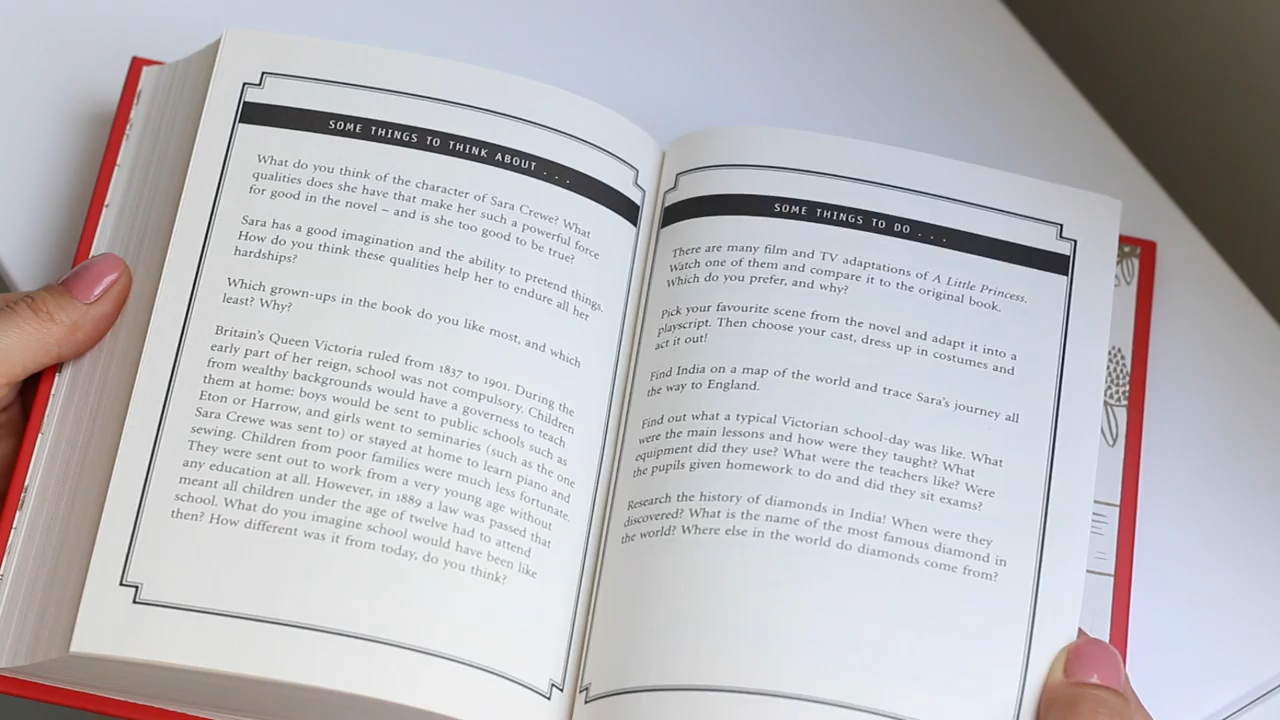 SOME THINGS TO THINK ABOUT . . .
What do you think of the character of Sara Crewe? What
qualities does she have that make her such a powerful force
for good in the novel – and is she too good to be true?
Sara has a good imagination and the ability to pretend things.
How do you think these qualities help her to endure all her
hardships?
Which grown-ups in the book do you like most, and which
least? Why?
Britain's Queen Victoria ruled from 1837 to 1901. During the
early part of her reign, school was not compulsory. Children
from wealthy backgrounds would have a governess to teach
them at home: boys would be sent to public schools such as
Eton or Harrow, and girls went to seminaries (such as the one
Sara Crewe was sent to) or stayed at home to learn piano and
sewing. Children from poor families were much less fortunate.
They were sent out to work from a very young age without
any education at all. However, in 1889 a law was passed that
meant all children under the age of twelve had to attend
school. What do you imagine school would have been like
then? How different was it from today, do you think?
SOME THINGS TO DO . . .
There are many film and TV adaptations of A Little Princess.
Watch one of them and compare it to the original book.
Which do you prefer, and why?
Pick your favourite scene from the novel and adapt it into a
playscript. Then choose your cast, dress up in costumes and
act it out!
Find India on a map of the world and trace Sara's journey all
the way to England.
Find out what a typical Victorian school-day was like. What
were the main lessons and how were they taught? What
equipment did they use? What were the teachers like? Were
the pupils given homework to do and did they sit exams?
Research the history of diamonds in India! When were they
discovered? What is the name of the most famous diamond in
the world? Where else in the world do diamonds come from?